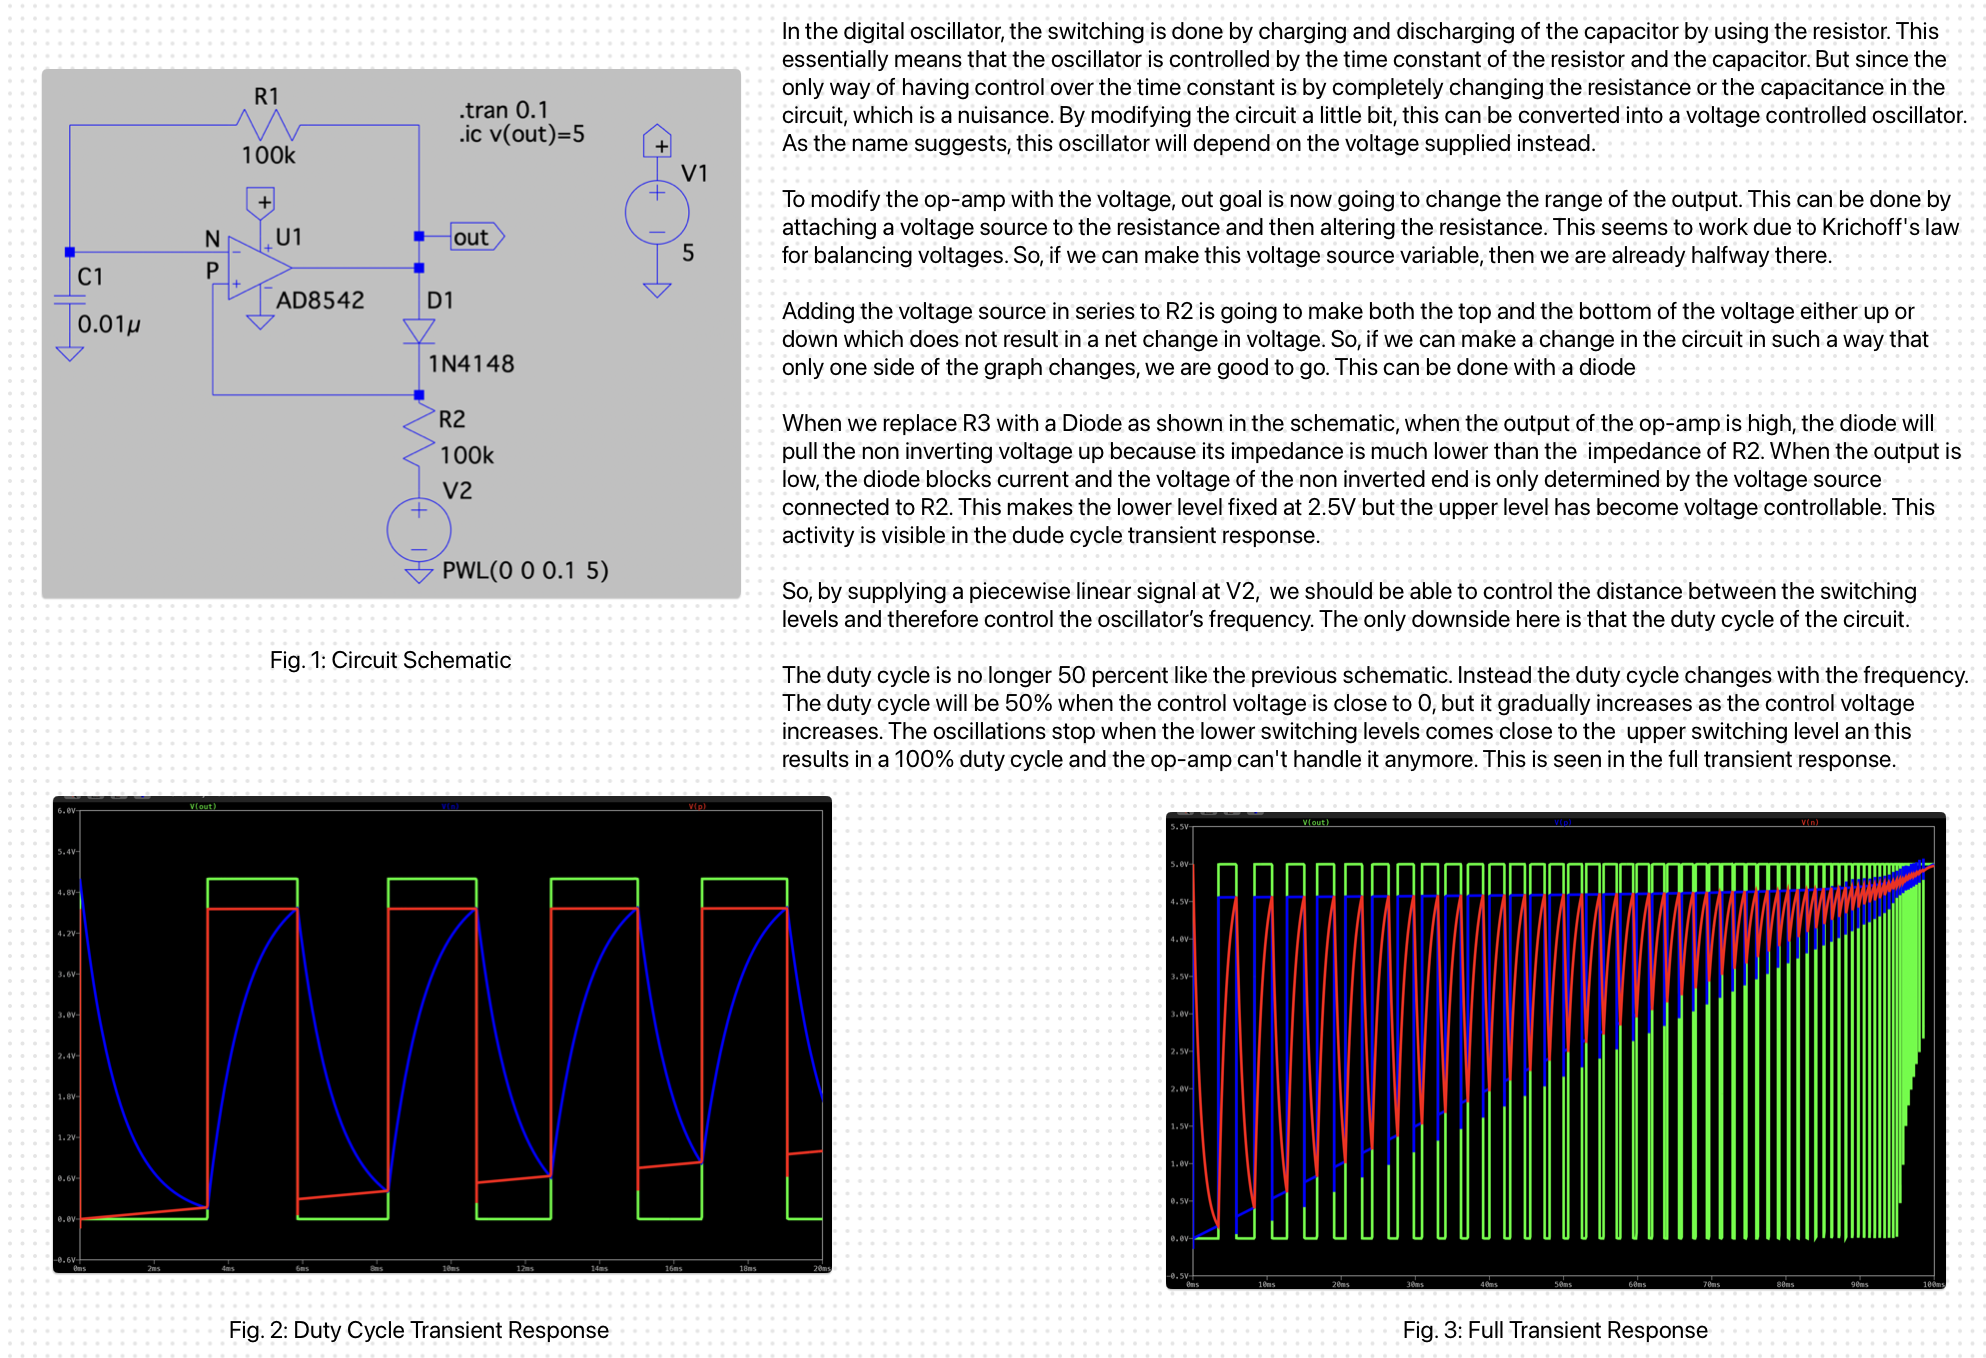 In the digital oscillator, the switching is done by charging and discharging of the capacitor by using the resistor. This
essentially means that the oscillator is controlled by the time constant of the resistor and the capacitor. But since the
only way of having control over the time constant is by completely changing the resistance or the capacitance in the
circuit, which is a nuisance. By modifying the circuit a little bit, this can be converted into a voltage controlled oscillator.
As the name suggests, this oscillator will depend on the voltage supplied instead.
To modify the op-amp with the voltage, out goal is now going to change the range of the output. This can be done by
attaching a voltage source to the resistance and then altering the resistance. This seems to work due to Krichoff's law
for balancing voltages. So, if we can make this voltage source variable, then we are already halfway there.
Adding the voltage source in series to R2 is going to make both the top and the bottom of the voltage either up or
down which does not result in a net change in voltage. So, if we can make a change in the circuit in such a way that
only one side of the graph changes, we are good to go. This can be done with a diode
When we replace R3 with a Diode as shown in the schematic, when the output of the op-amp is high, the diode will
pull the non inverting voltage up because its impedance is much lower than the impedance of R2. When the output is
low, the diode blocks current and the voltage of the non inverted end is only determined by the voltage source
connected to R2. This makes the lower level fixed at 2.5V but the upper level has become voltage controllable. This
activity is visible in the dude cycle transient response.
So, by supplying a piecewise linear signal at V2, we should be able to control the distance between the switching
levels and therefore control the oscillator’s frequency. The only downside here is that the duty cycle of the circuit.
The duty cycle is no longer 50 percent like the previous schematic. Instead the duty cycle changes with the frequency.
The duty cycle will be 50% when the control voltage is close to 0, but it gradually increases as the control voltage
increases. The oscillations stop when the lower switching levels comes close to the upper switching level an this
results in a 100% duty cycle and the op-amp can't handle it anymore. This is seen in the full transient response.
R1
100k
.tran 0.1
.ic v(out)=5
+
V1
5
+
N
U1
P
out
C1
0.01µ
AD8542
D1
1N4148
R2
100k
V2
PWL(0 0 0.1 5)
Fig. 1: Circuit Schematic
V(out)
V(p)
6.0V
5.4V
4.8V
4.2V
3.6V
3.0V
2.4V
1.8V
1.2V
0.6V
0.0V
-0.6V
0ms 2ms 4ms 6ms 8ms 10ms 12ms 14ms 16ms 18ms 20ms
Fig. 2: Duty Cycle Transient Response
V(out)
V(n)
5.5V
5.0V
4.5V
4.0V
3.5V
3.0V
2.5V
2.0V
1.5V
1.0V
0.5V
0.0V
-0.5V
0ms 10ms 20ms 30ms 40ms 50ms 60ms 70ms 80ms 90ms 100ms
Fig. 3: Full Transient Response